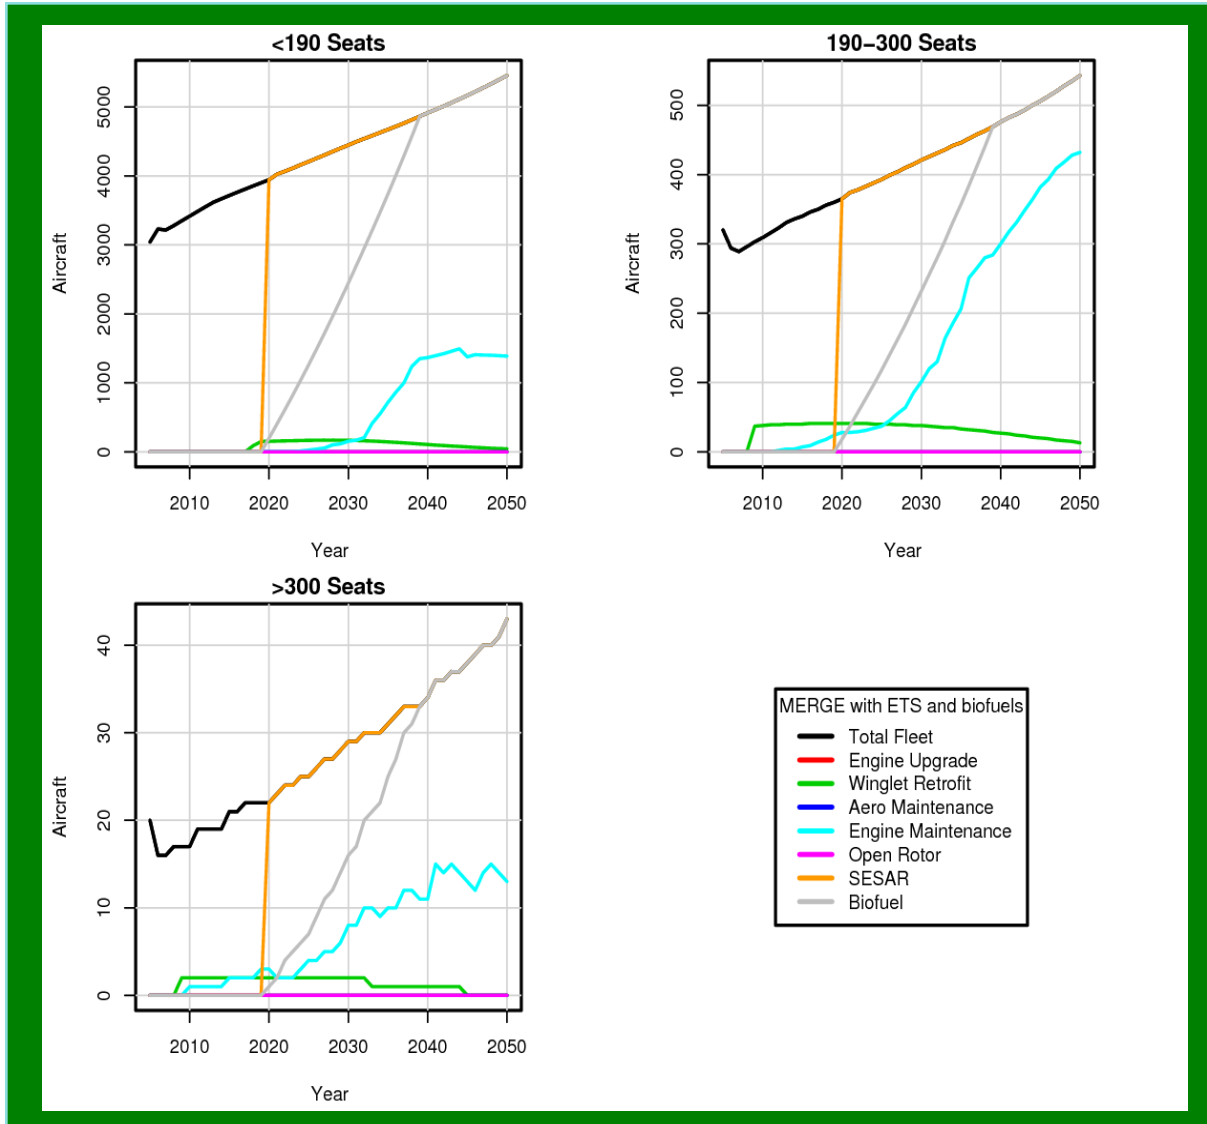 <190 Seats
Aircraft
5000
4000
3000
2000
1000
0
2010 2020 2030 2040 2050
Year
190−300 Seats
Aircraft
500
400
300
200
100
0
2010 2020 2030 2040 2050
Year
>300 Seats
Aircraft
40
30
20
10
0
2010 2020 2030 2040 2050
Year
MERGE with ETS and biofuels
Total Fleet
Engine Upgrade
Winglet Retrofit
Aero Maintenance
Engine Maintenance
Open Rotor
SESAR
Biofuel